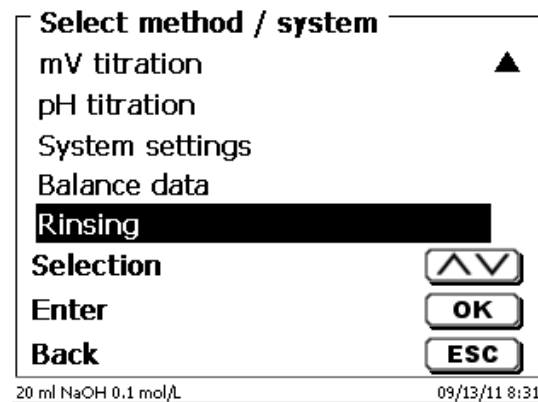 Select method / system
mV titration
pH titration
System settings
Balance data
Rinsing
Selection
Enter OK
Back ESC
20 ml NaOH 0.1 mol/L 09/13/11 8:31